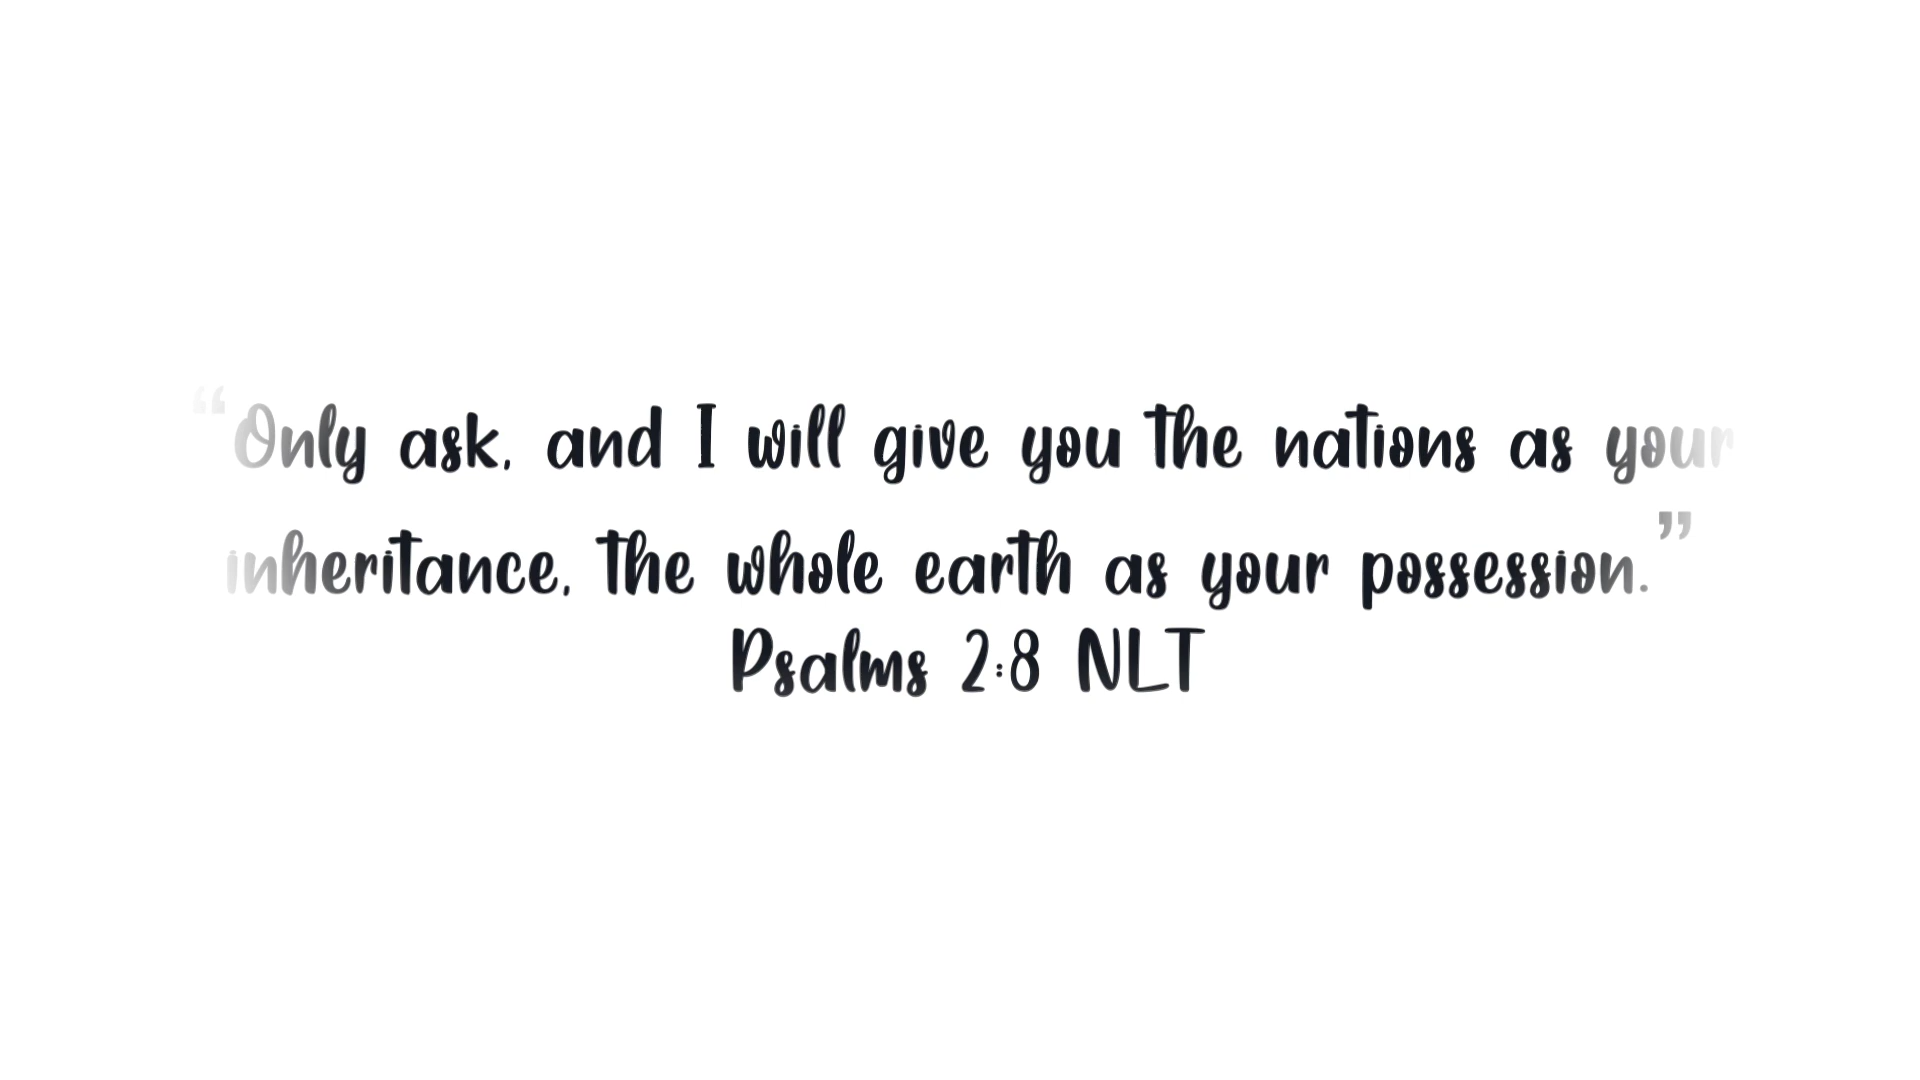 “Only ask, and I will give you the nations as your
inheritance, the whole earth as your possession.”
Psalms 2:8 NLT